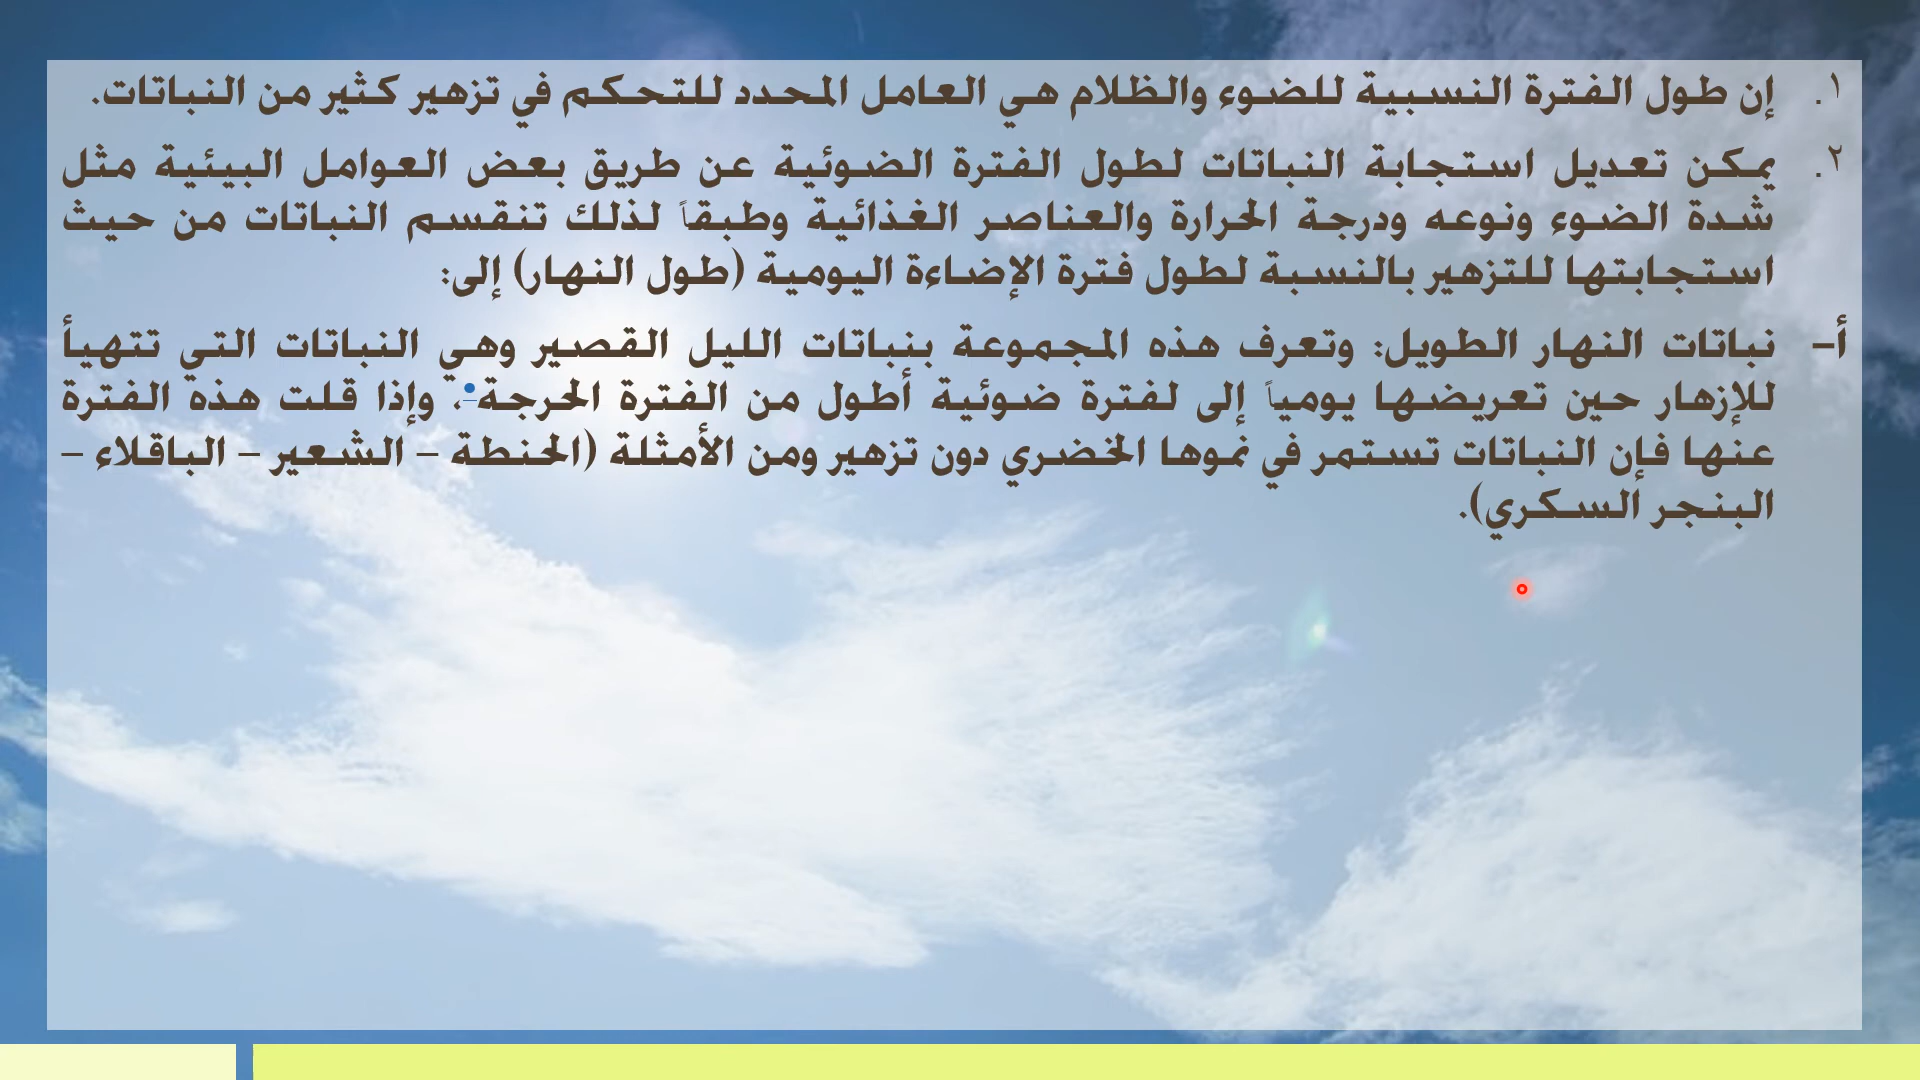 ١. إن طول الفترة النسبية للضوء والظلام هي العامل المحدد للتحكم في تزهير كثير من النباتات.
٢. يمكن تعديل استجابة النباتات لطول الفترة الضوئية عن طريق بعض العوامل البيئية مثل
شدة الضوء ونوعه ودرجة الحرارة والعناصر الغذائية وطبقاً لذلك تنقسم النباتات من حيث
استجابتها للتزهير بالنسبة لطول فترة الإضاءة اليومية (طول النهار) إلى:
أ- نباتات النهار الطويل: وتعرف هذه المجموعة بنباتات الليل القصير وهي النباتات التي تتهيأ
للإزهار حين تعريضها يومياً إلى لفترة ضوئية أطول من الفترة الحرجة•، وإذا قلت هذه الفترة
عنها فإن النباتات تستمر في نموها الخضري دون تزهير ومن الأمثلة (الحنطة – الشعير – الباقلاء –
البنجر السكري).